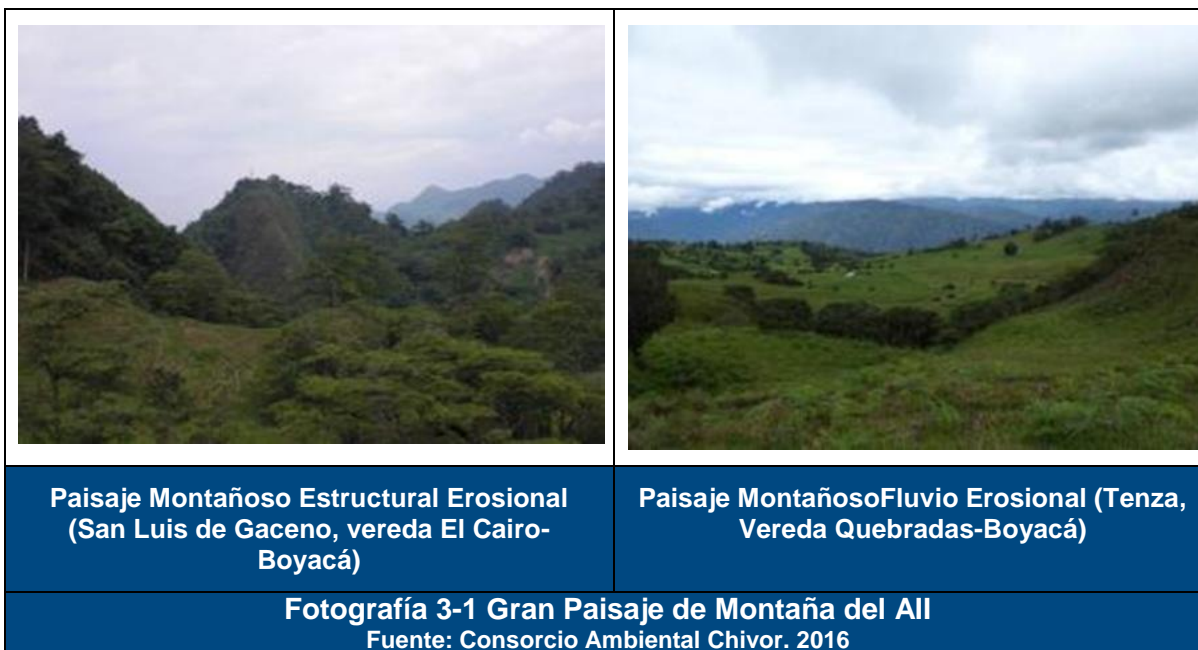 Paisaje Montañoso Estructural Erosional
(San Luis de Gaceno, vereda El Cairo-
Boyacá)
Paisaje MontañosoFluvio Erosional (Tenza,
Vereda Quebradas-Boyacá)
Fotografía 3-1 Gran Paisaje de Montaña del AII
Fuente: Consorcio Ambiental Chivor. 2016